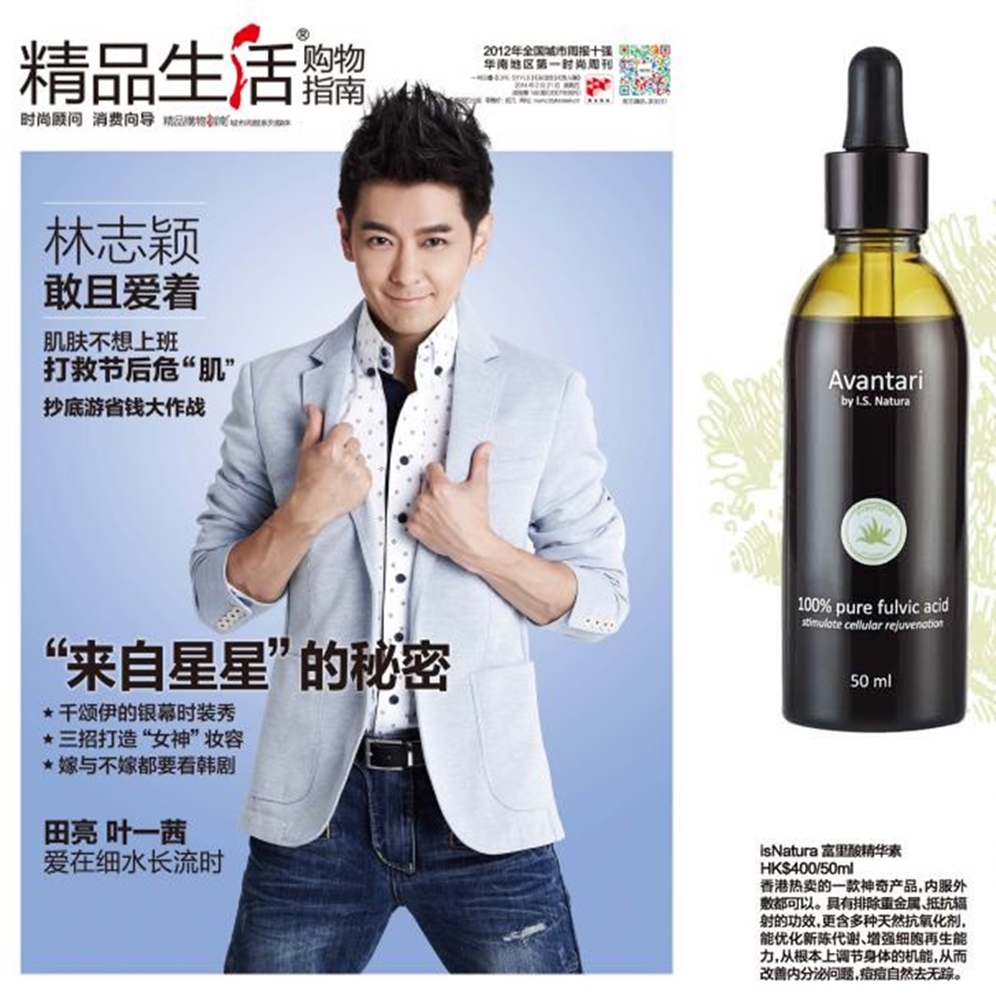 精品生活®
购物
指南
时尚顾问 消费向导 精品購物指南
2012年全国城市周报十强
华南地区第一时尚周刊
林志颖
敢且爱着
肌肤不想上班
打救节后危“肌”
抄底游省钱大作战
“来自星星”的秘密
★ 千颂伊的银幕时装秀
★ 三招打造“女神”妆容
★ 嫁与不嫁都要看韩剧
田亮 叶一茜
爱在细水长流时
Avantari
by I.S. Natura
100% pure fulvic acid
stimulate cellular rejuvenation
50 ml
isNatura 富里酸精华素
HK$400/50ml
香港热卖的一款神奇产品，内服外
敷都可以。具有排除重金属、抵抗辐
射的功效，更含多种天然抗氧化剂，
能优化新陈代谢、增强细胞再生能
力，从根本上调节身体的机能，从而
改善内分泌问题，痘痘自然去无踪。